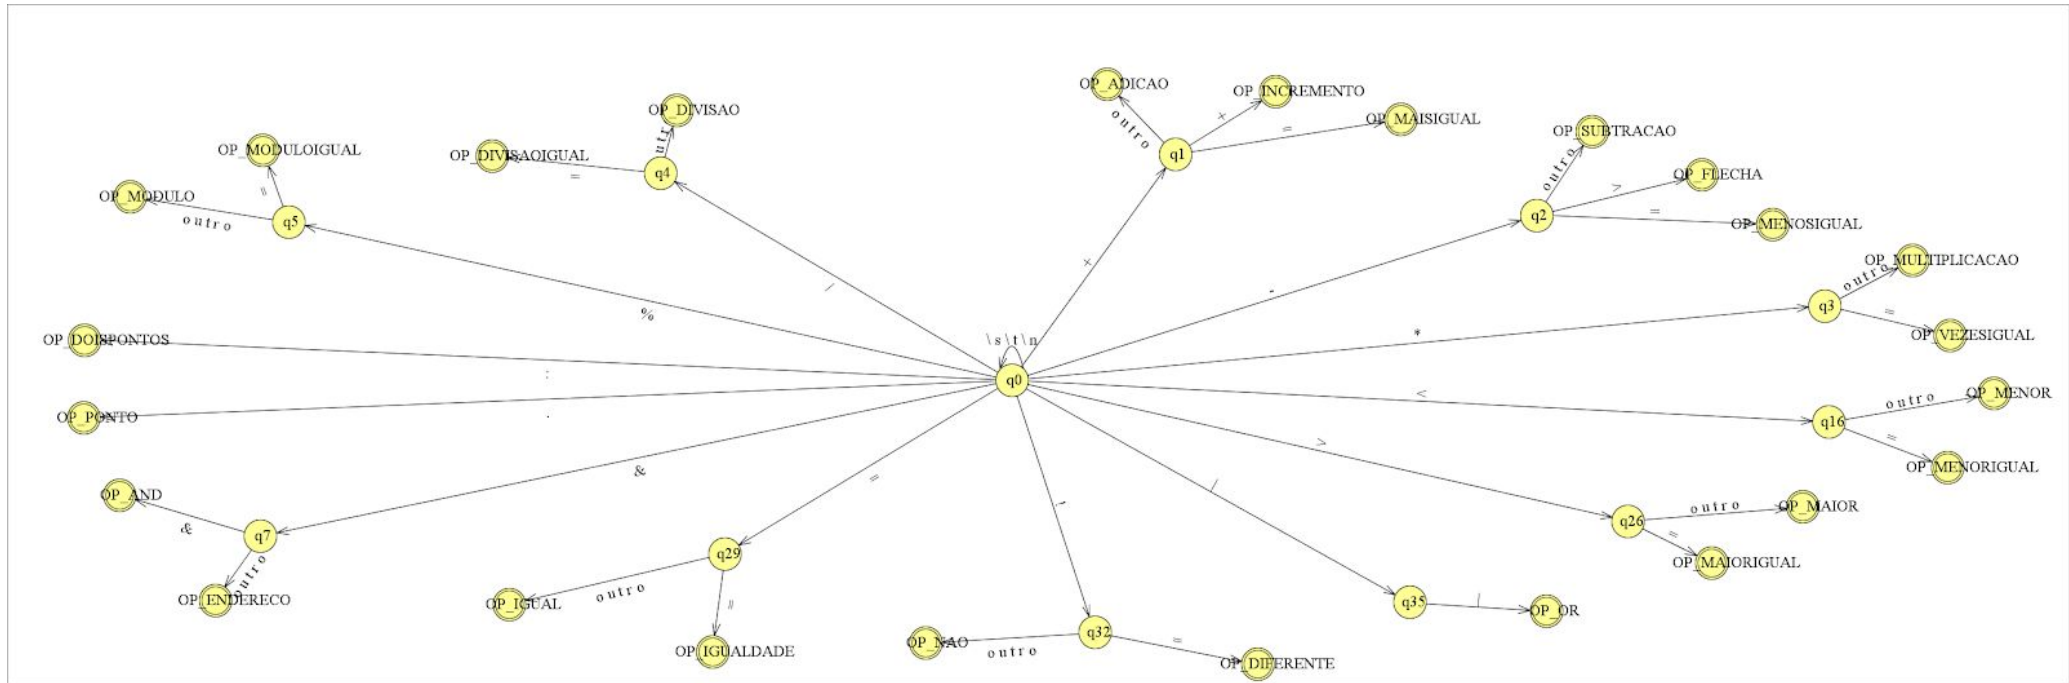 OP_ADICAO
outro
q1
+
OP_INCREMENTO
=
OP_MAISIGUAL
+
OP_DIVISAO
utr
q4
OP_DIVISAOIGUAL
=
/
OP_MODULOIGUAL
=
q5
OP_MODULO
outro
%
OP_SUBTRACAO
outro
q2
>
OP_FLECHA
=
OP_MENOSIGUAL
-
OP_MULTIPLICACAO
outro
q3
=
OP_VEZESIGUAL
*
\s\t\n
q0
OP_DOISPONTOS
:
OP_PONTO
.
<
q16
outro
OP_MENOR
=
OP_MENORIGUAL
>
q26
outro
OP_MAIOR
=
OP_MAIORIGUAL
&
q7
OP_AND
&
outro
OP_ENDERECO
=
q29
outro
OP_IGUAL
=
OP_IGUALDADE
!
q32
OP_NAO
outro
=
OP_DIFERENTE
|
q35
|
OP_OR